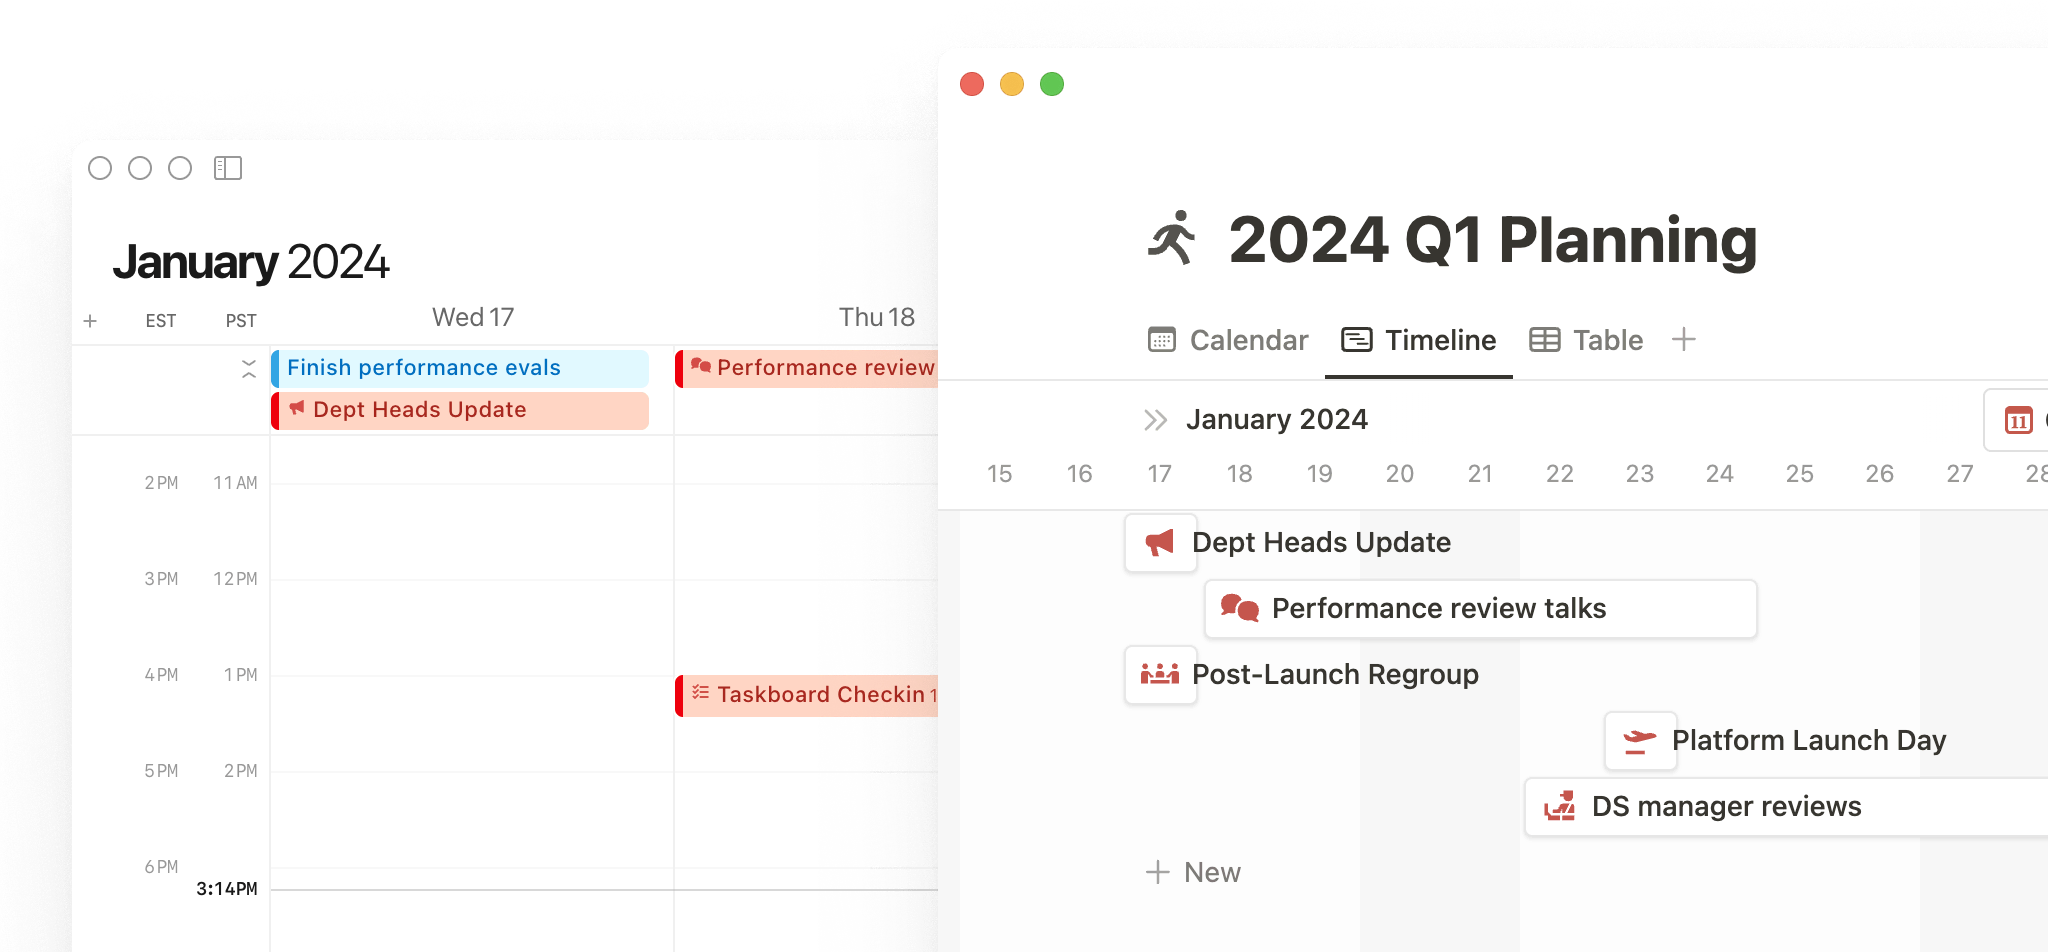 January 2024
+ EST PST Wed 17 Thu 18
Finish performance evals
Performance review
Dept Heads Update
2 PM 11 AM
3 PM 12 PM
4 PM 1 PM
Taskboard Checkin 1
5 PM 2 PM
6 PM
3:14PM
2024 Q1 Planning
Calendar Timeline Table +
January 2024
11
15 16 17 18 19 20 21 22 23 24 25 26 27 28
Dept Heads Update
Performance review talks
Post-Launch Regroup
Platform Launch Day
DS manager reviews
+ New